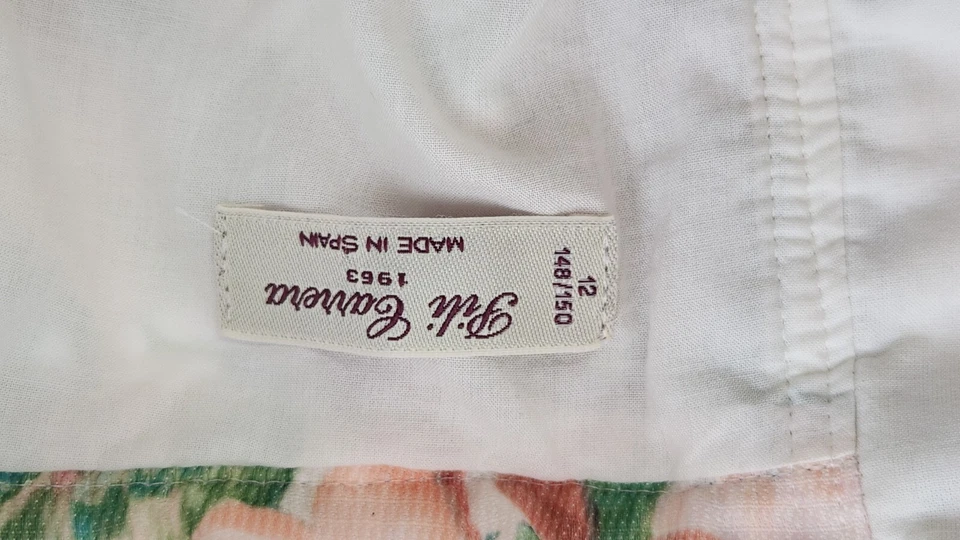 Pili Carrera
1963
MADE IN SPAIN
12
148/150